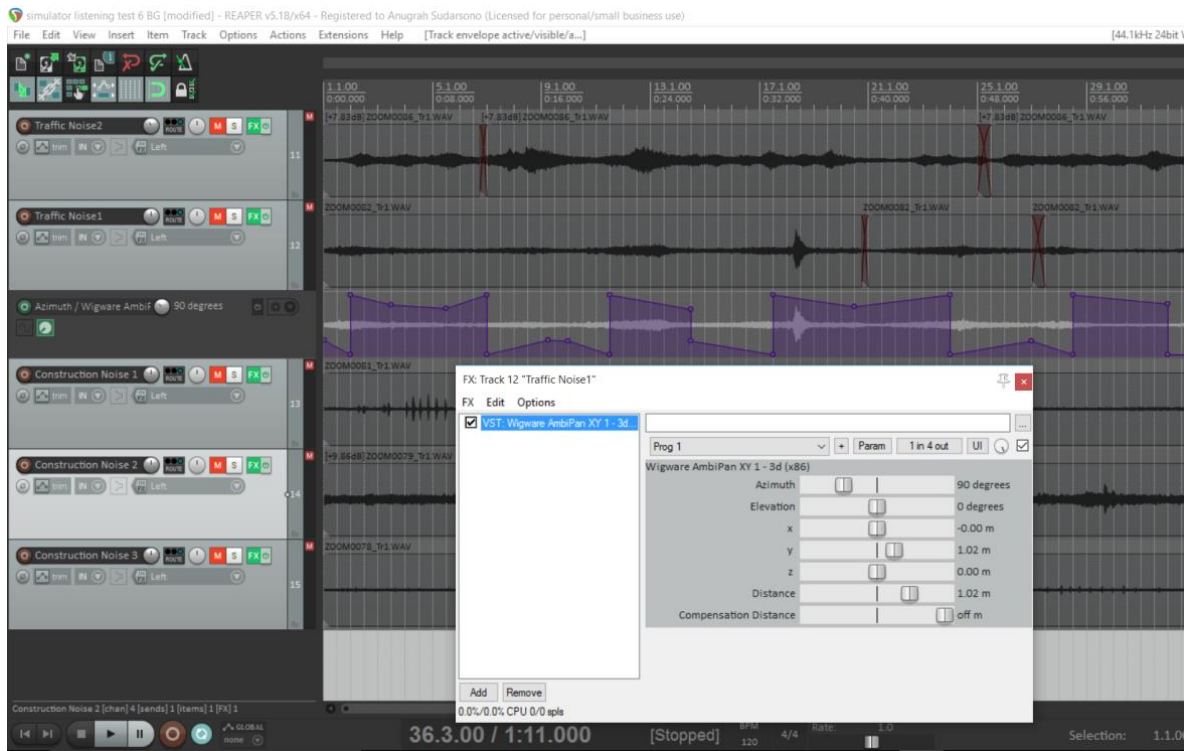 simulator listening test 6 BG [modified] - REAPER v5.18/x64 - Registered to Anugrah Sudarsono (Licensed for personal/small business use)
File Edit View Insert Item Track Options Actions Extensions Help [Track envelope active/visible/a...] [44.1kHz 24bit
1.1.00 5.1.00 9.1.00 13.1.00 17.1.00 21.1.00 25.1.00 29.1.00
0:00.000 0:08.000 0:16.000 0:24.000 0:32.000 0:40.000 0:48.000 0:56.000
M [+7.83dB] ZOOM0086_Tr1.WAV [+7.83dB] ZOOM0086_Tr1.WAV [+7.83dB] ZOOM0086_Tr1.WAV
Traffic Noise2 ROUTE M S FX
trim IN Left 11
M ZOOM0082_Tr1.WAV ZOOM0082_Tr1.WAV ZOOM0082_Tr1.WAV
Traffic Noise1 ROUTE M S FX
trim IN Left 12
Azimuth / Wigware AmbiF 90 degrees
M ZOOM0081_Tr1.WAV
Construction Noise 1 ROUTE M S FX
trim IN Left 13
M [+9.86dB] ZOOM0079_Tr1.WAV
Construction Noise 2 ROUTE M S FX
trim IN Left 14
M ZOOM0078_Tr1.WAV
Construction Noise 3 ROUTE M S FX
trim IN Left 15
FX: Track 12 "Traffic Noise1"
FX Edit Options
VST: Wigware AmbiPan XY 1 - 3d... ...
Prog 1 + Param 1 in 4 out UI
Wigware AmbiPan XY 1 - 3d (x86)
Azimuth 90 degrees
Elevation 0 degrees
x -0.00 m
y 1.02 m
z 0.00 m
Distance 1.02 m
Compensation Distance off m
Add Remove
0.0%/0.0% CPU 0/0 spls
Construction Noise 2 [chan] 4 [sends] 1 [items] 1 [FX] 1
GLOBAL
none
36.3.00 / 1:11.000 [Stopped]
BPM
120 4/4
Rate: 1.0
Selection: 1.1.0